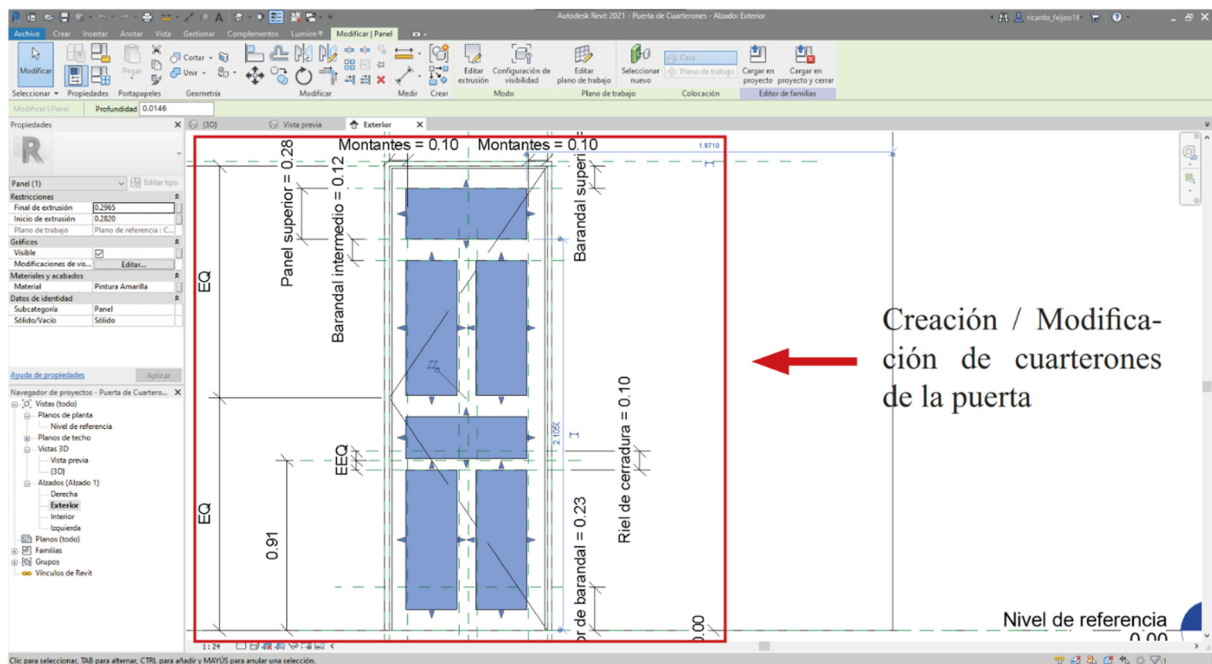 Autodesk Revit 2021 - Puerta de Cuarterones - Alzado: Exterior
ricardo_feijoo18
Archivo Crear Insertar Anotar Vista Gestionar Complementos Lumion® Modificar | Panel
Modificar
Pegar
Cortar
Unir
Editar extrusión
Configuración de visibilidad
Editar plano de trabajo
Seleccionar nuevo
Cara
Plano de trabajo
Cargar en proyecto
Cargar en proyecto y cerrar
Seleccionar Propiedades Portapapeles Geometría Modificar Medir Crear Modo Plano de trabajo Colocación Editor de familias
Modificar | Panel Profundidad 0.0146
Propiedades
{3D} Vista previa Exterior
R
Panel (1) Editar tipo
Restricciones
Final de extrusión 0.2965
Inicio de extrusión 0.2820
Plano de trabajo Plano de referencia : C...
Gráficos
Visible
Modificaciones de vis... Editar...
Materiales y acabados
Material Pintura Amarilla
Datos de identidad
Subcategoría Panel
Sólido/Vacío Sólido
Ayuda de propiedades Aplicar
Navegador de proyectos - Puerta de Cuartero...
Vistas (todo)
Planos de planta
Nivel de referencia
Planos de techo
Vistas 3D
Vista previa
{3D}
Alzados (Alzado 1)
Derecha
Exterior
Interior
Izquierda
Planos (todo)
Familias
Grupos
Vínculos de Revit
Montantes = 0.10 Montantes = 0.10
1.9710
Panel superior = 0.28
Barandal intermedio = 0.12
Barandal superi
EQ
EEQ
2.1050
Riel de cerradura = 0.10
EQ
0.91
or de barandal = 0.23
0.00
Creación / Modifica-
ción de cuarterones
de la puerta
Nivel de referencia
0.00
1 : 24
Clic para seleccionar, TAB para alternar, CTRL para añadir y MAYÚS para anular una selección.
:1